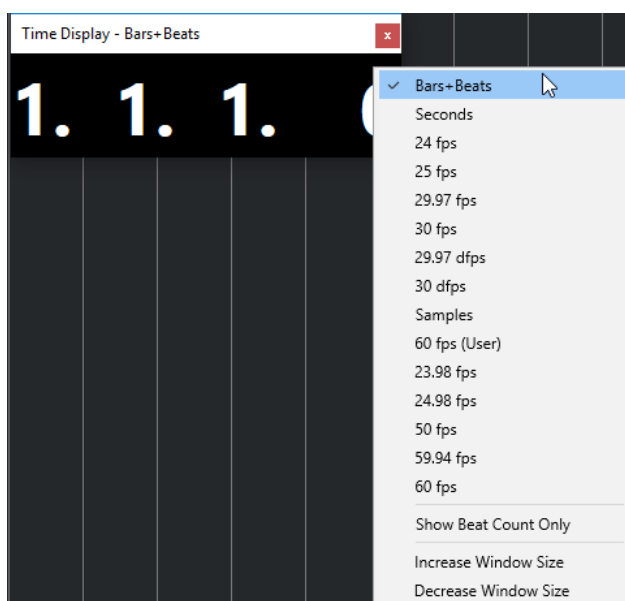 Time Display - Bars+Beats
x
1. 1. 1.
Bars+Beats
Seconds
24 fps
25 fps
29.97 fps
30 fps
29.97 dfps
30 dfps
Samples
60 fps (User)
23.98 fps
24.98 fps
50 fps
59.94 fps
60 fps
Show Beat Count Only
Increase Window Size
Decrease Window Size